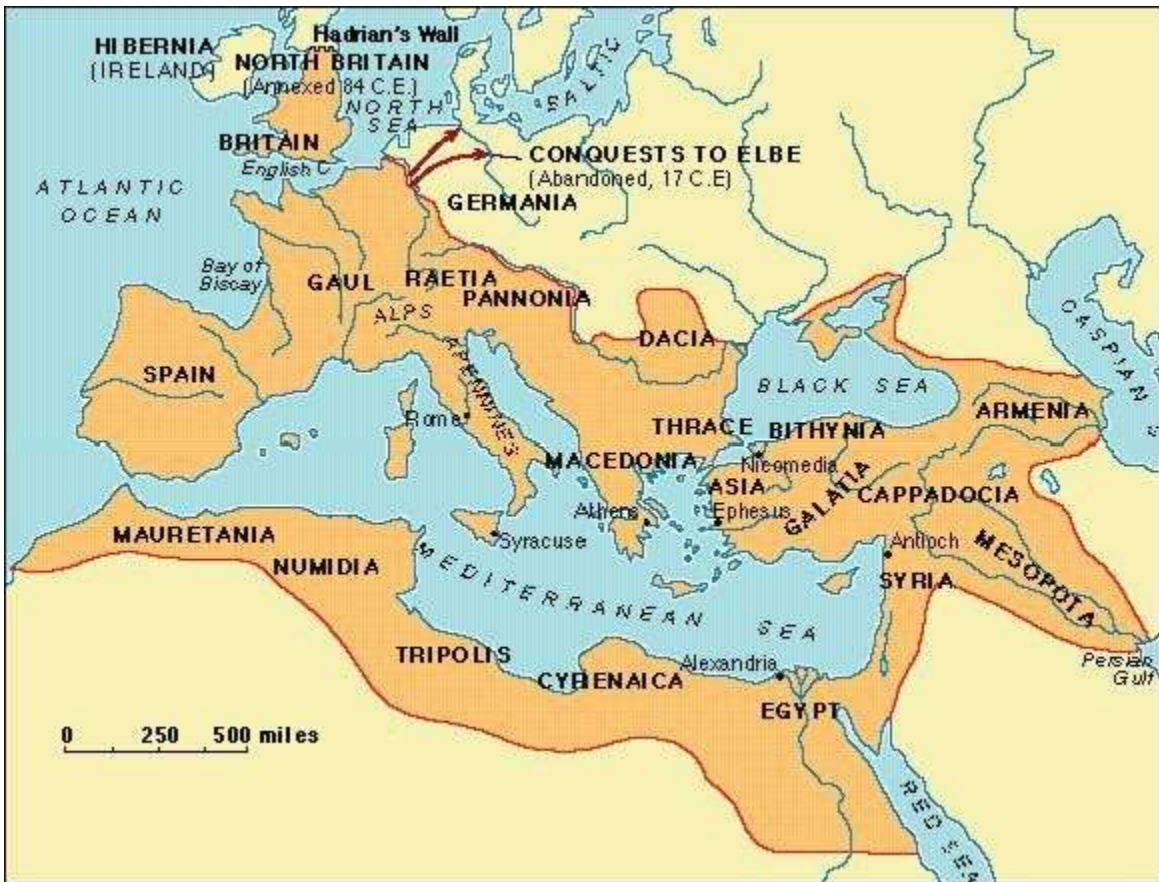 Hadrian's Wall
HIBERNIA
(IRELAND)
NORTH BRITAIN
(Annexed 84 C.E.)
NORTH
SEA
BALTIC
BRITAIN
English C
CONQUESTS TO ELBE
(Abandoned, 17 C.E)
ATLANTIC
OCEAN
GERMANIA
Bay of
Biscay
GAUL
RAETIA
PANNONIA
ALPS
DACIA
CASPIAN
S
APENNINES
SPAIN
BLACK SEA
ARMENIA
Rome
THRACE
BITHYNIA
MACEDONIA
Nicomedia
ASIA
GALATIA
CAPPADOCIA
Athens
Ephesus
MAURETANIA
Syracuse
Antioch
MESOPOTA
NUMIDIA
MEDITERRANEAN SEA
SYRIA
TRIPOLIS
Alexandria
Persian
Gulf
CYRENAICA
EGYPT
0 250 500 miles
RED SEA